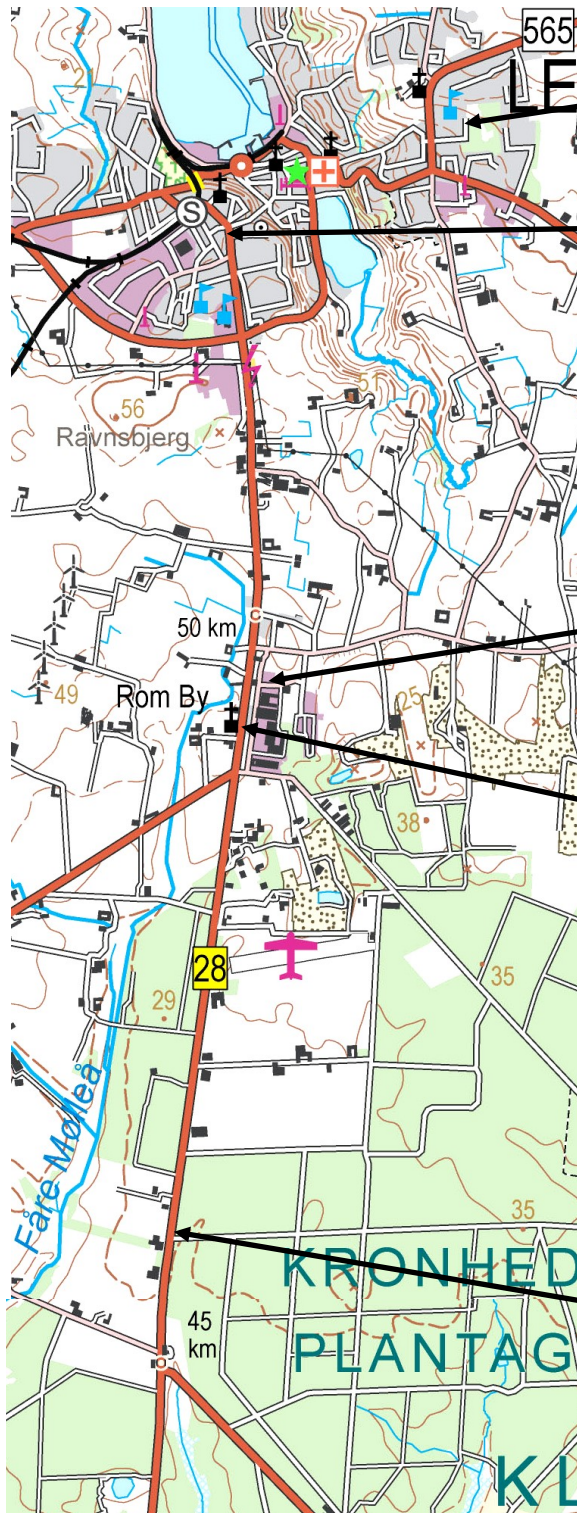 565
LE
21
S
51
56
Ravnsbjerg
50 km
49
Rom By
25
38
28
35
29
Fåre Mølleå
35
KRONHED
45
km
PLANTAG
KL